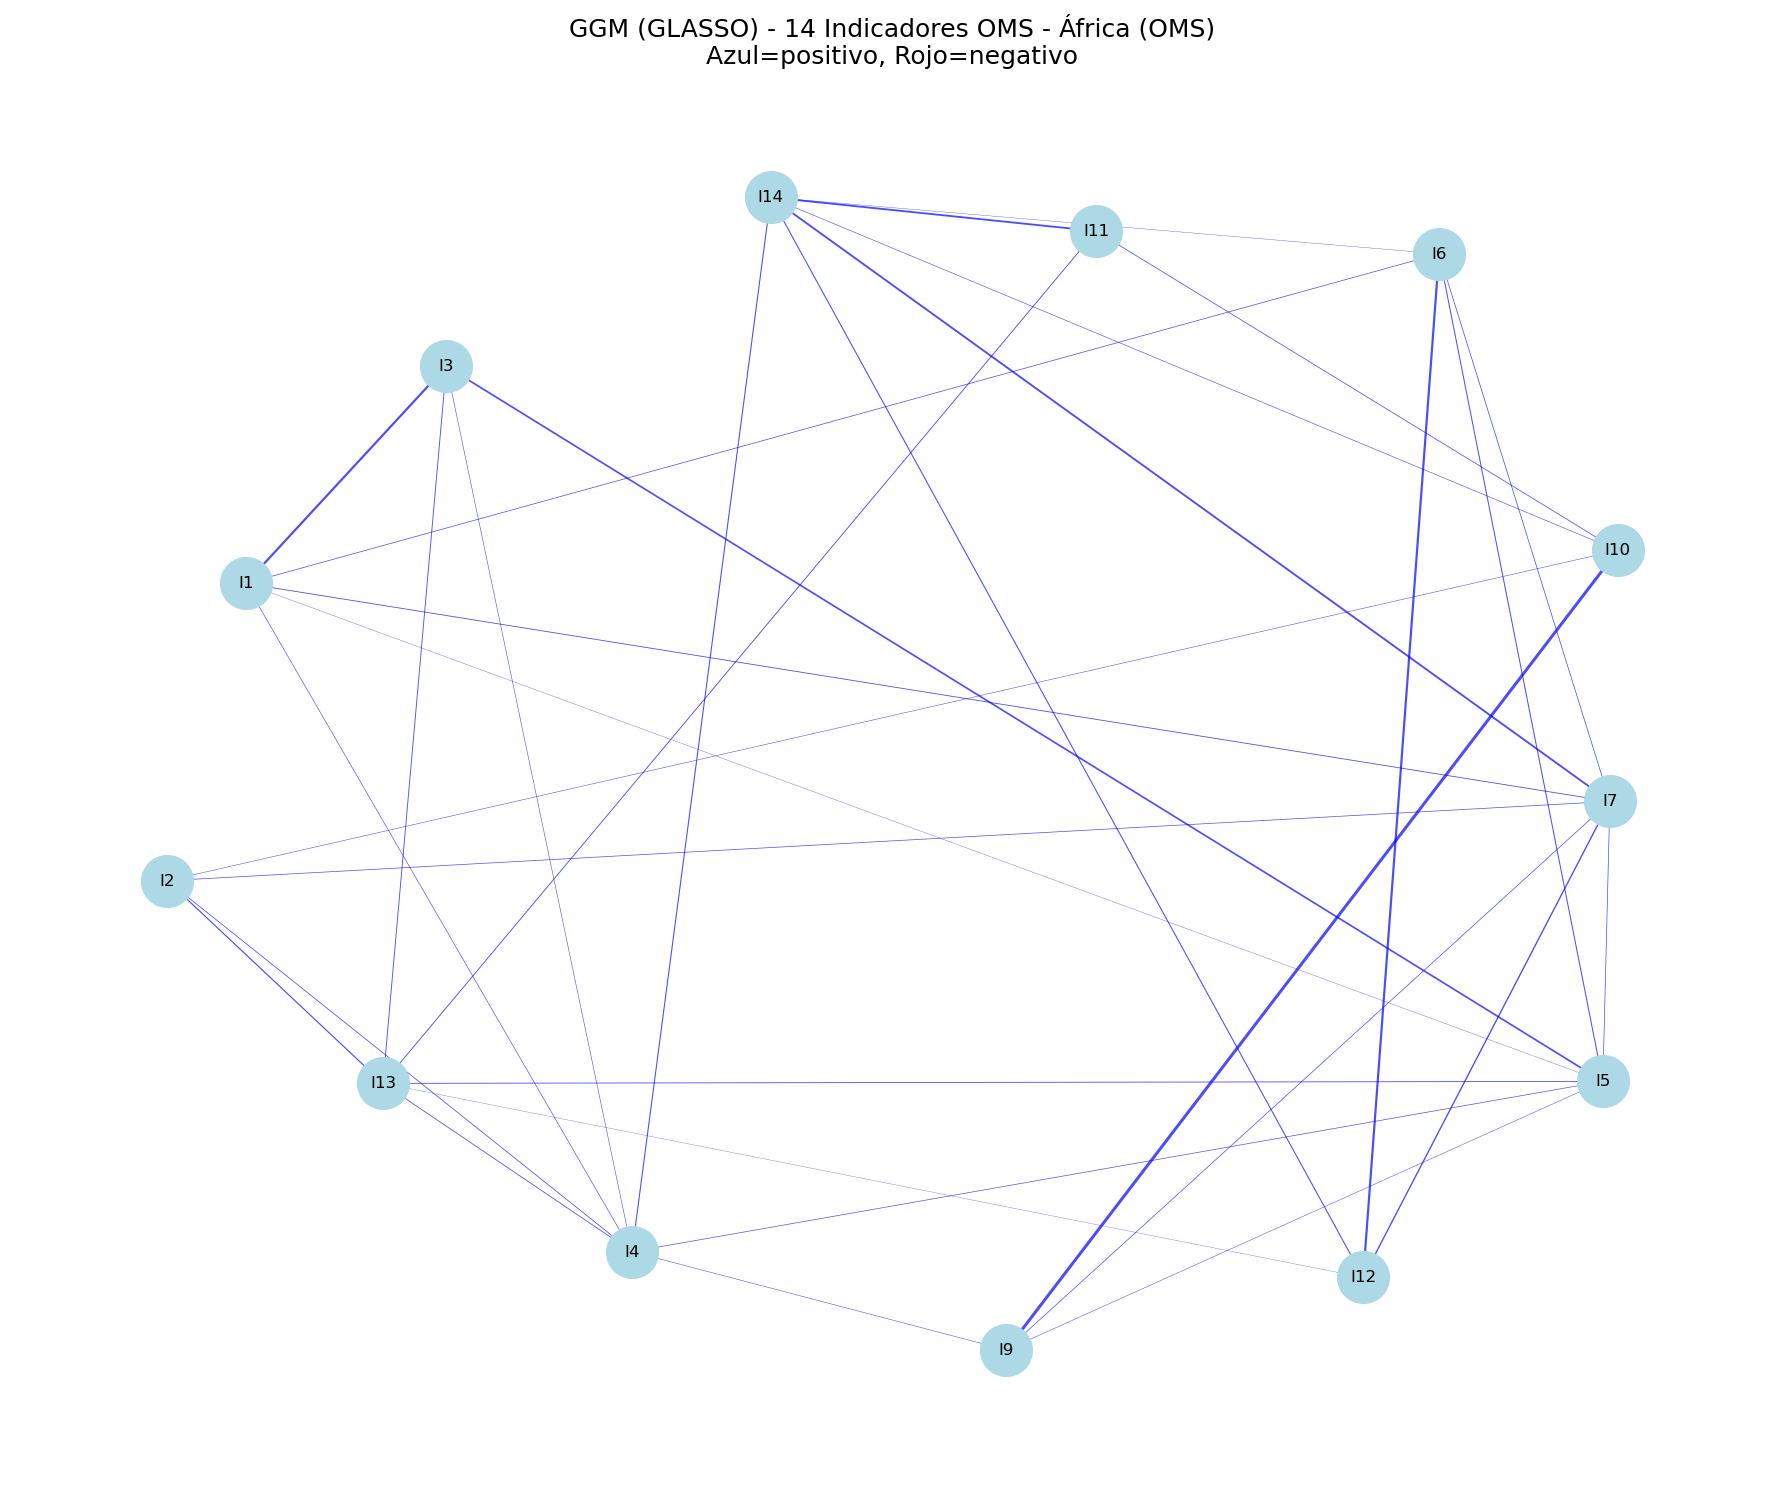 GGM (GLASSO) - 14 Indicadores OMS - África (OMS)
Azul=positivo, Rojo=negativo
I14
I11
I6
I3
I10
I1
I7
I2
I13
I5
I4
I12
I9